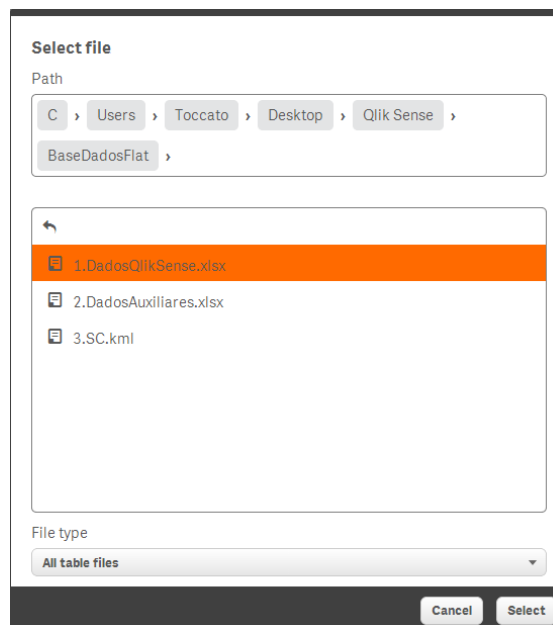 Select file
Path
C › Users › Toccato › Desktop › Qlik Sense ›
BaseDadosFlat ›
1.DadosQlikSense.xlsx
2.DadosAuxiliares.xlsx
3.SC.kml
File type
All table files
Cancel Select